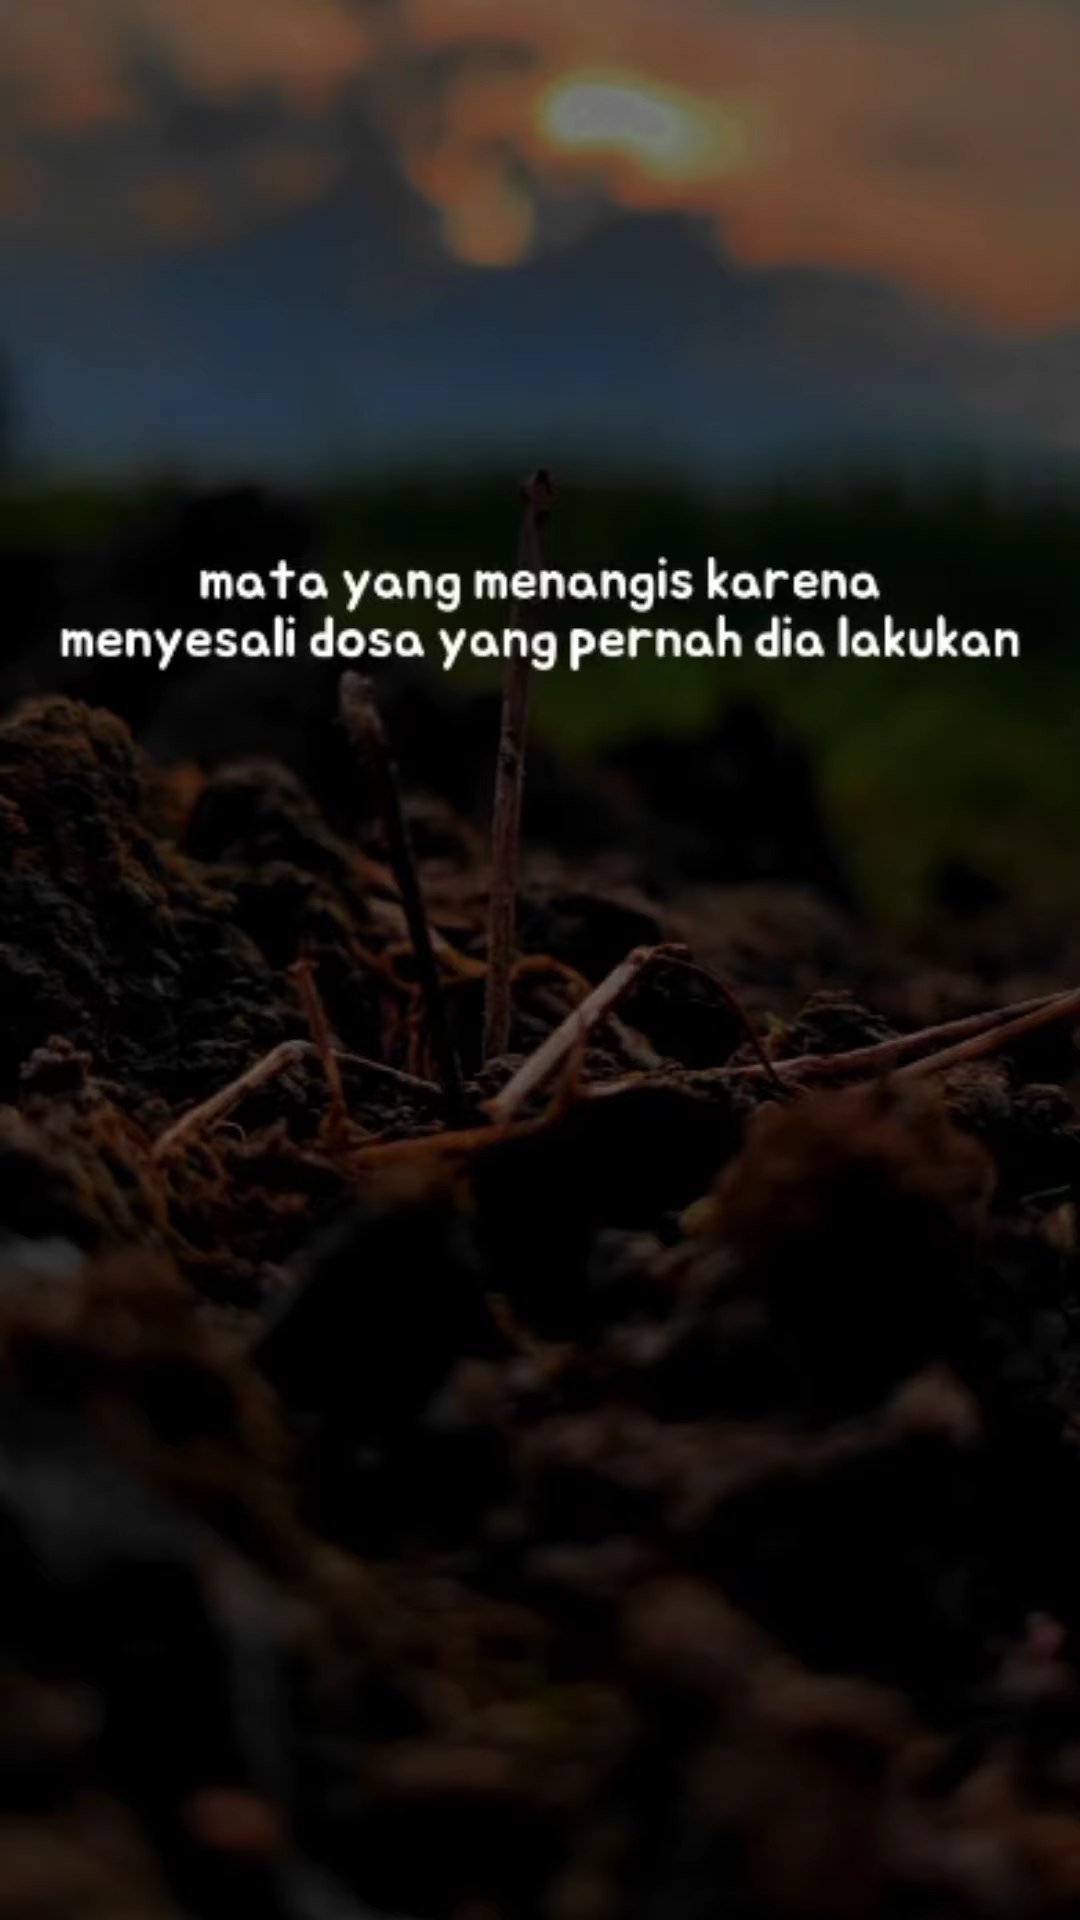 mata yang menangis karena
menyesali dosa yang pernah dia lakukan